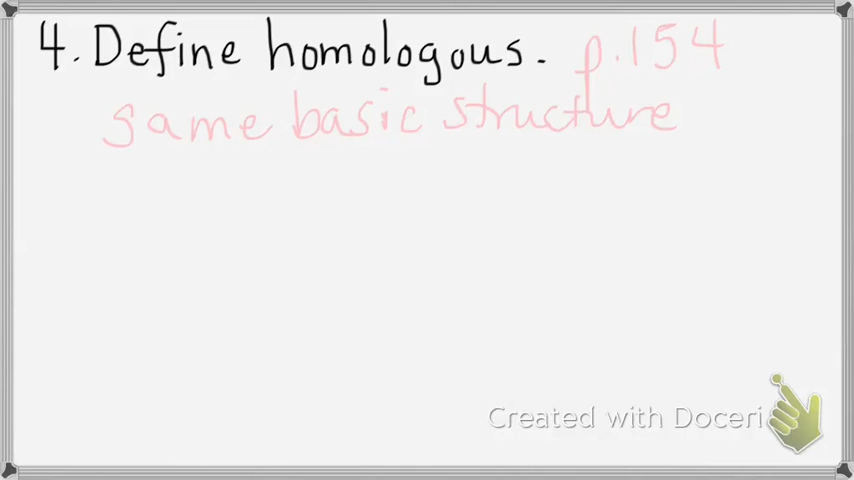 4. Define homologous. p.154
same basic structure
Created with Doceri